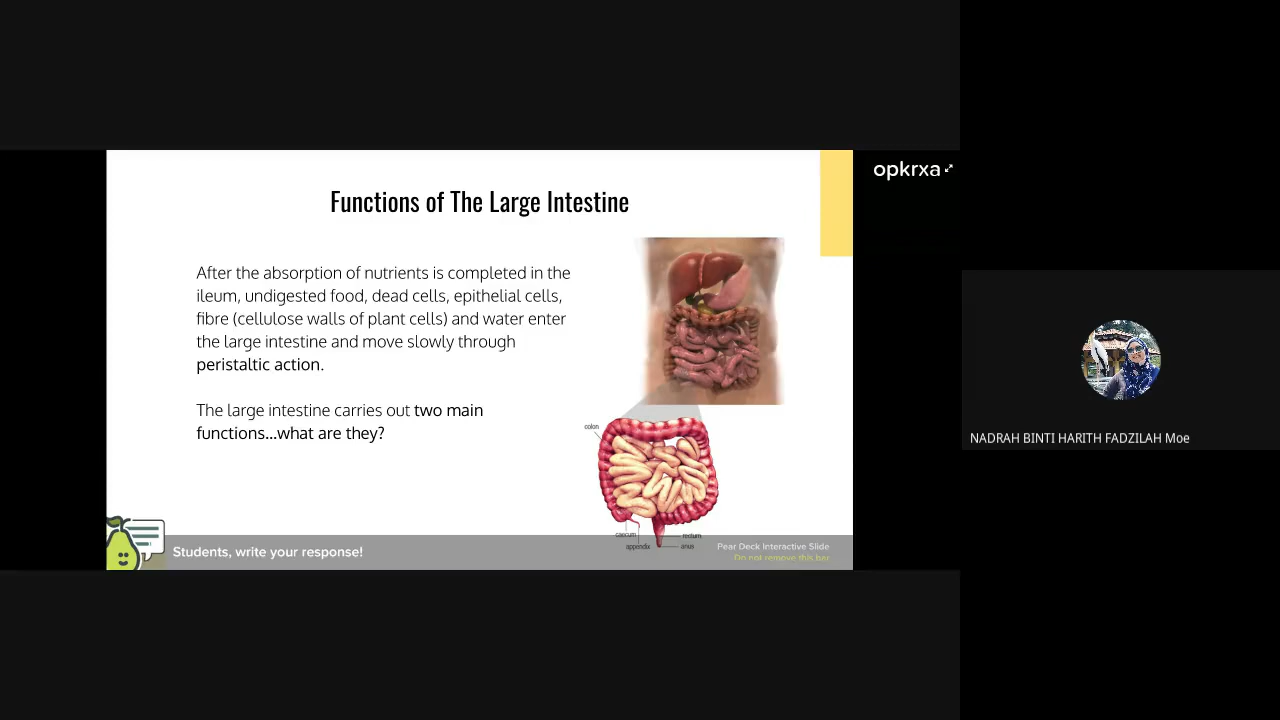 opkrxa
Functions of The Large Intestine
After the absorption of nutrients is completed in the
ileum, undigested food, dead cells, epithelial cells,
fibre (cellulose walls of plant cells) and water enter
the large intestine and move slowly through
peristaltic action.
The large intestine carries out two main
functions...what are they?
colon
caecum
appendix
rectum
anus
Students, write your response!
Pear Deck Interactive Slide
Do not remove this bar
NADRAH BINTI HARITH FADZILAH Moe